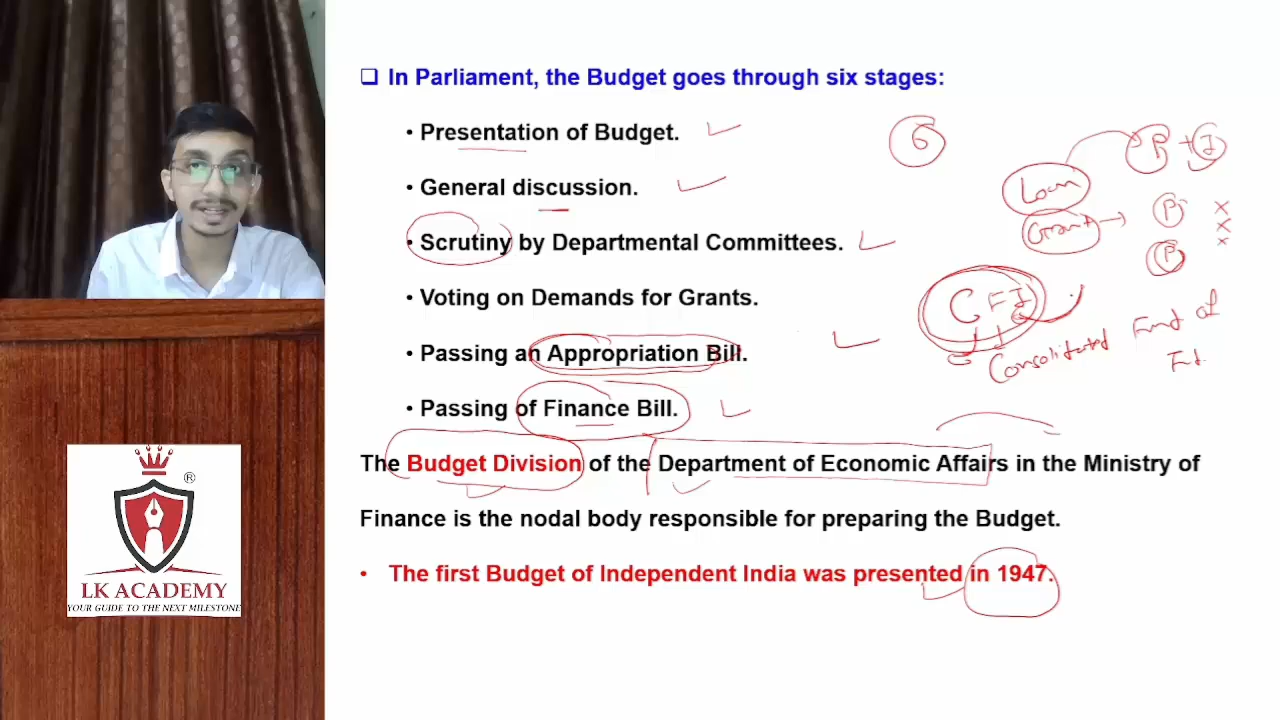 ❑ In Parliament, the Budget goes through six stages:
• Presentation of Budget.
• General discussion.
• Scrutiny by Departmental Committees.
• Voting on Demands for Grants.
• Passing an Appropriation Bill.
• Passing of Finance Bill.
The Budget Division of the Department of Economic Affairs in the Ministry of
Finance is the nodal body responsible for preparing the Budget.
• The first Budget of Independent India was presented in 1947.
6
P + I
Loan
Grant → P
P
CFI
Consolidated Fund of
®
LK ACADEMY
YOUR GUIDE TO THE NEXT MILESTONE